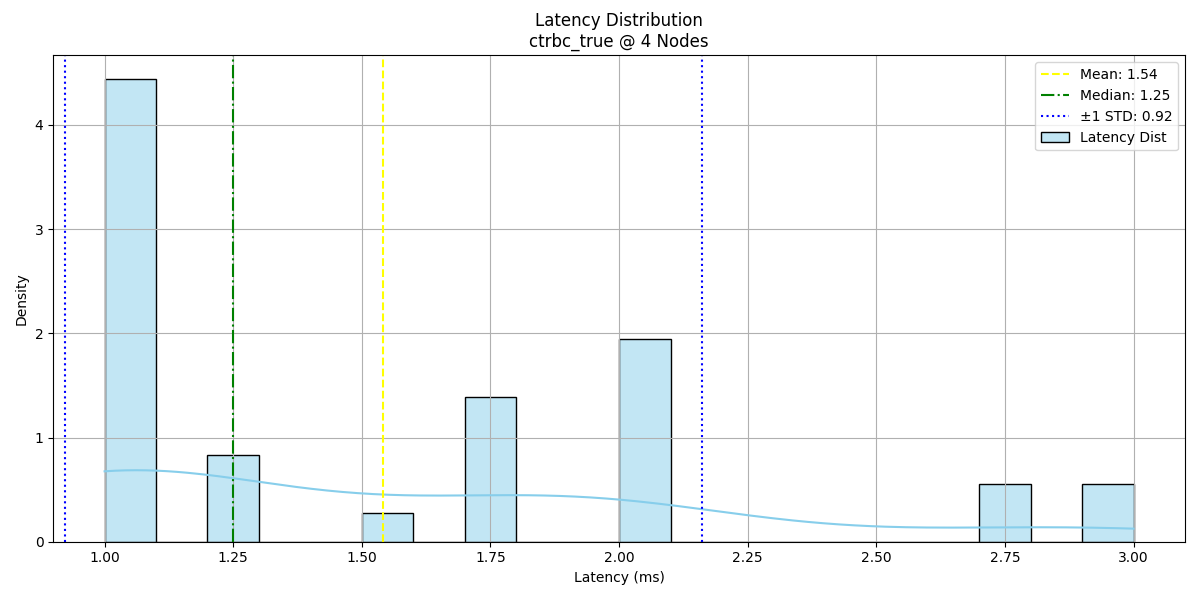 Latency Distribution
ctrbc_true @ 4 Nodes
Mean: 1.54
Median: 1.25
±1 STD: 0.92
Latency Dist
Density
4
3
2
1
0
1.00 1.25 1.50 1.75 2.00 2.25 2.50 2.75 3.00
Latency (ms)